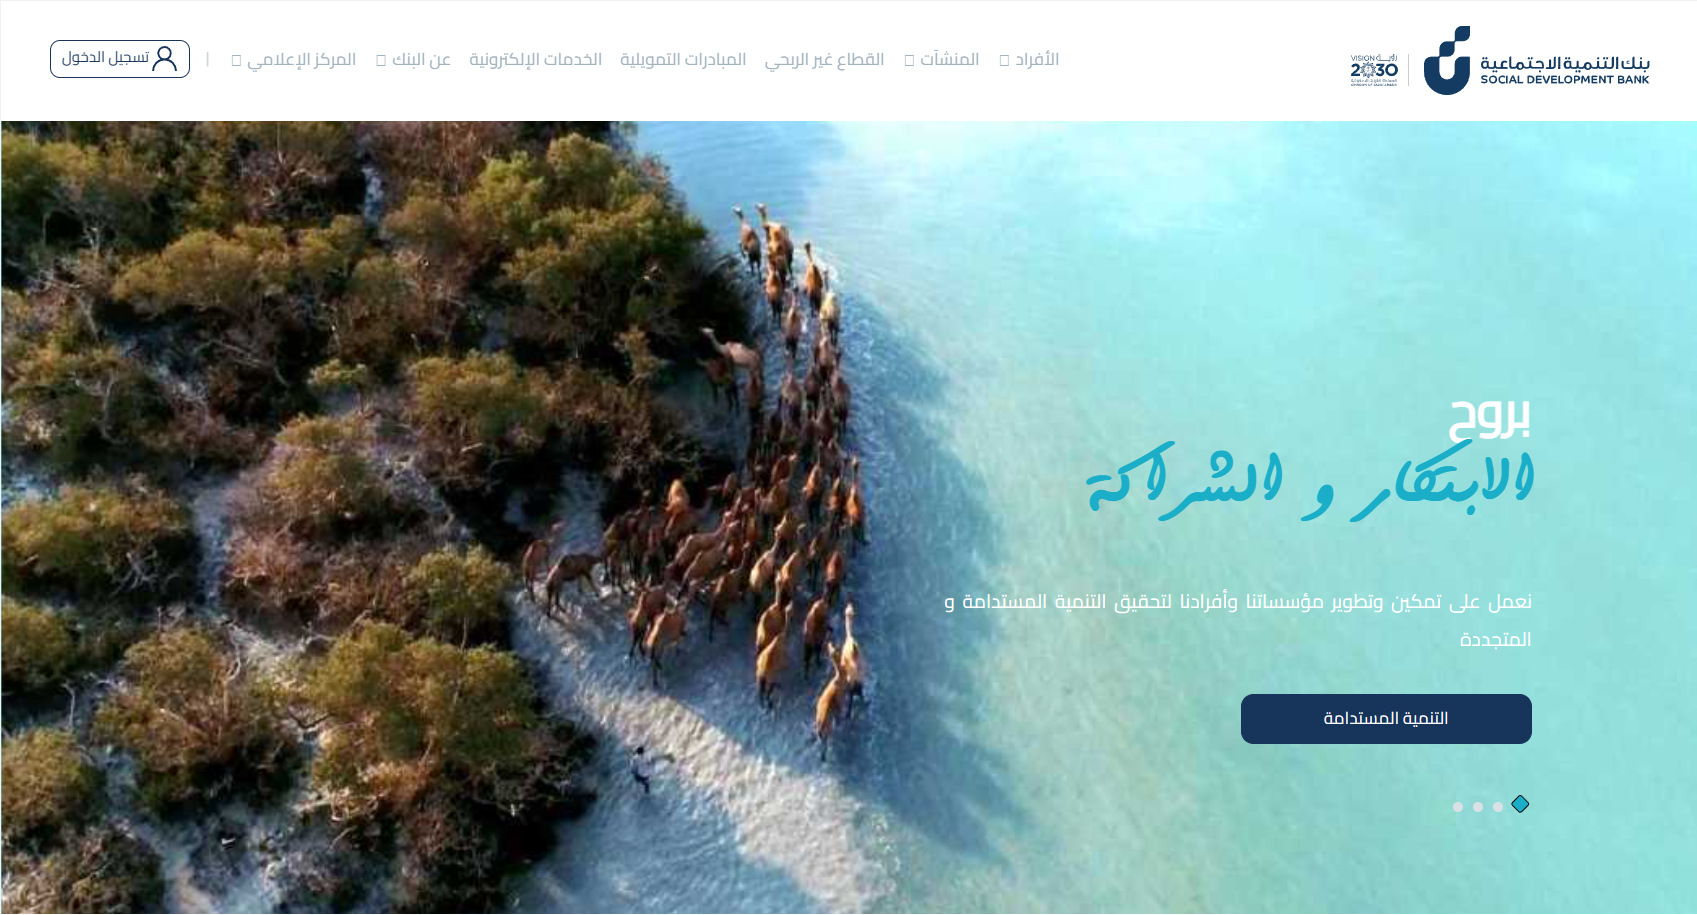 بنك التنمية الاجتماعية
SOCIAL DEVELOPMENT BANK
VISION رؤيــة
2030
الأفراد
المنشآت
القطاع غير الربحي
المبادرات التمويلية
الخدمات الإلكترونية
عن البنك
المركز الإعلامي
تسجيل الدخول
بروح
الابتكار و الشراكة
نعمل على تمكين وتطوير مؤسساتنا وأفرادنا لتحقيق التنمية المستدامة و
المتجددة
التنمية المستدامة